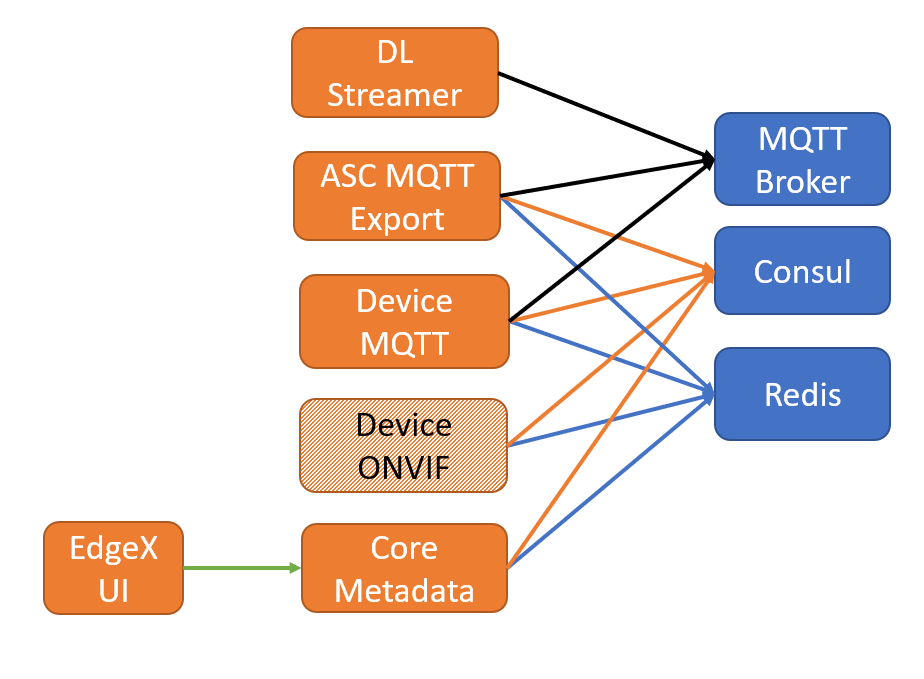 DL
Streamer
ASC MQTT
Export
Device
MQTT
Device
ONVIF
EdgeX
UI
Core
Metadata
MQTT
Broker
Consul
Redis